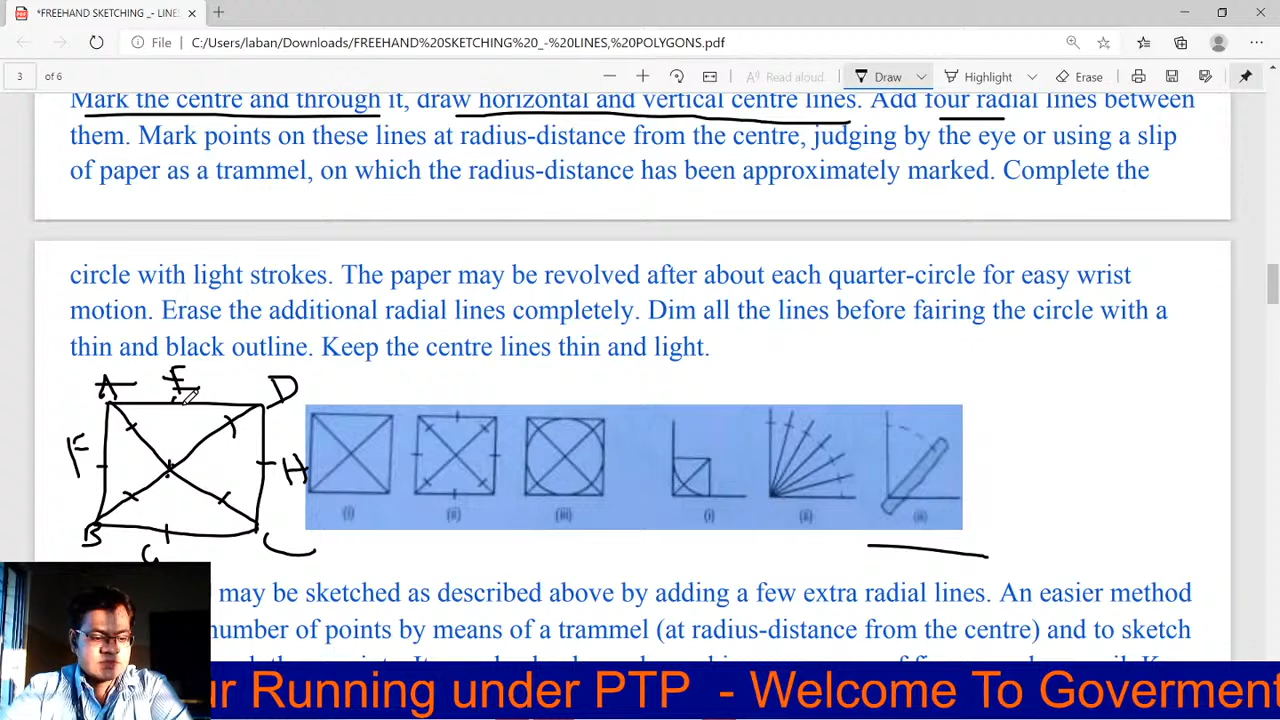 *FREEHAND SKETCHING _- LINES
File C:/Users/laban/Downloads/FREEHAND%20SKETCHING%20_-%20LINES,%20POLYGONS.pdf
3 of 6 Read aloud Draw Highlight Erase
Mark the centre and through it, draw horizontal and vertical centre lines. Add four radial lines between
them. Mark points on these lines at radius-distance from the centre, judging by the eye or using a slip
of paper as a trammel, on which the radius-distance has been approximately marked. Complete the
circle with light strokes. The paper may be revolved after about each quarter-circle for easy wrist
motion. Erase the additional radial lines completely. Dim all the lines before fairing the circle with a
thin and black outline. Keep the centre lines thin and light.
A E D
F H
B G C
(i) (ii) (iii) (i) (ii) (iii)
may be sketched as described above by adding a few extra radial lines. An easier method
number of points by means of a trammel (at radius-distance from the centre) and to sketch
ur Running under PTP - Welcome To Goverment